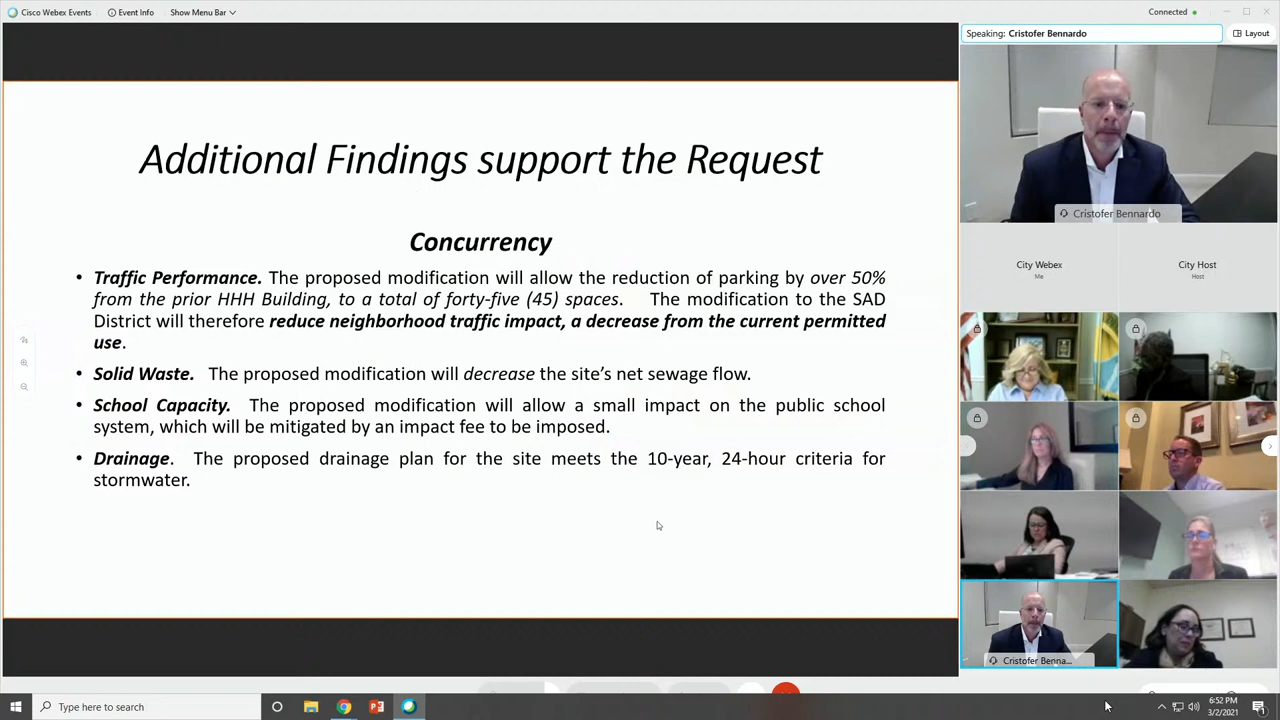 Cisco Webex Events
Event Info
Show Menu Bar
Connected
Speaking: Cristofer Bennardo
Layout
Additional Findings support the Request
Concurrency
• Traffic Performance. The proposed modification will allow the reduction of parking by over 50%
from the prior HHH Building, to a total of forty-five (45) spaces. The modification to the SAD
District will therefore reduce neighborhood traffic impact, a decrease from the current permitted
use.
• Solid Waste. The proposed modification will decrease the site's net sewage flow.
• School Capacity. The proposed modification will allow a small impact on the public school
system, which will be mitigated by an impact fee to be imposed.
• Drainage. The proposed drainage plan for the site meets the 10-year, 24-hour criteria for
stormwater.
Cristofer Bennardo
City Webex
Me
City Host
Host
Cristofer Benna...
Type here to search
6:52 PM
3/2/2021